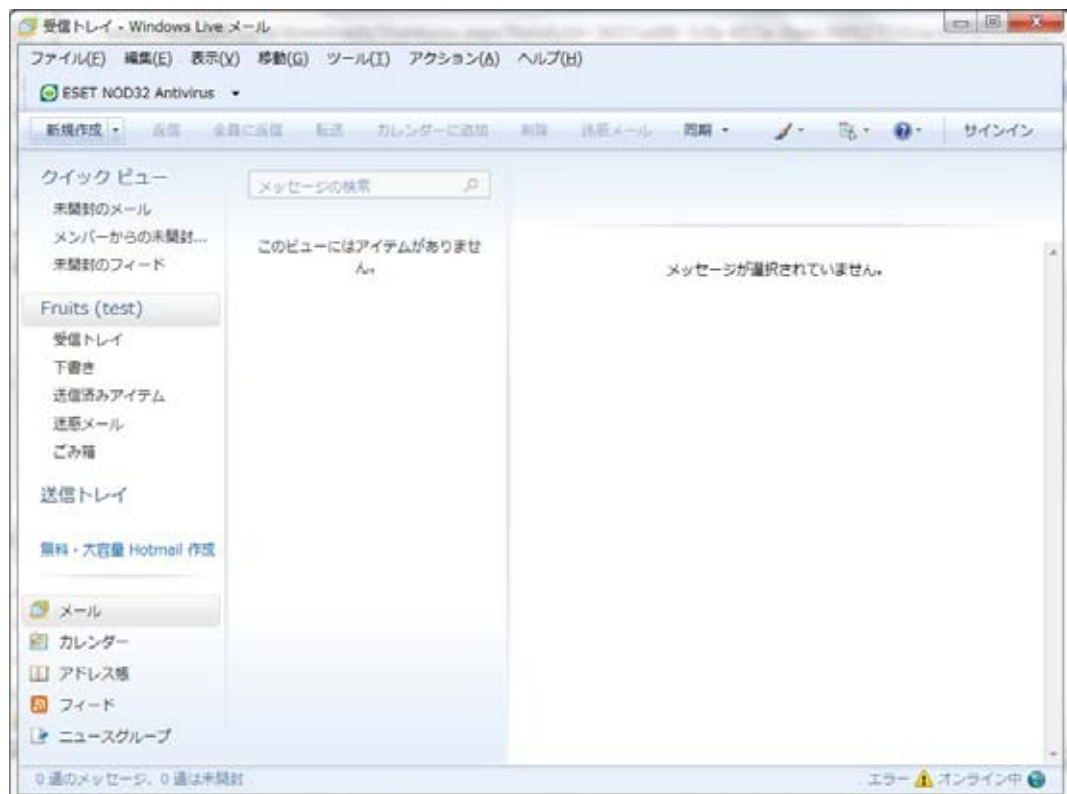 受信トレイ - Windows Live メール
ファイル(F) 編集(E) 表示(V) 移動(G) ツール(T) アクション(A) ヘルプ(H)
ESET NOD32 Antivirus
新規作成 返信 全員に返信 転送 カレンダーに追加 削除 迷惑メール 同期 サインイン
クイック ビュー
未開封のメール
メンバーからの未開封...
未開封のフィード
Fruits (test)
受信トレイ
下書き
送信済みアイテム
迷惑メール
ごみ箱
送信トレイ
無料・大容量 Hotmail 作成
メール
カレンダー
アドレス帳
フィード
ニュースグループ
メッセージの検索
このビューにはアイテムがありませ
ん。
メッセージが選択されていません。
0 通のメッセージ、0 通は未開封
エラー オンライン中